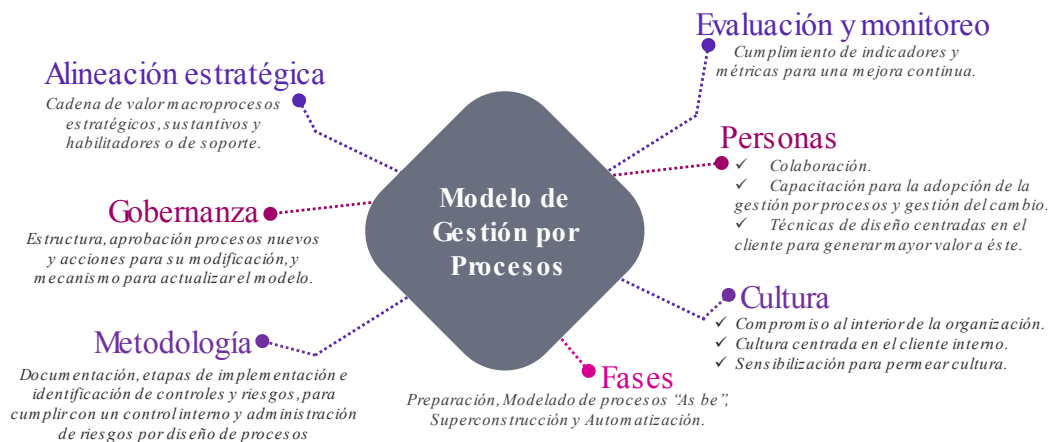 Alineación estratégica
Cadena de valor macroprocesos
estratégicos, sustantivos y
habilitadores o de soporte.
Gobernanza
Estructura, aprobación procesos nuevos
y acciones para su modificación, y
mecanismo para actualizar el modelo.
Metodología
Documentación, etapas de implementación e
identificación de controles y riesgos, para
cumplir con un control interno y administración
de riesgos por diseño de procesos
Modelo de
Gestión por
Procesos
Evaluación y monitoreo
Cumplimiento de indicadores y
métricas para una mejora continua.
Personas
✓ Colaboración.
✓ Capacitación para la adopción de la
gestión por procesos y gestión del cambio.
✓ Técnicas de diseño centradas en el
cliente para generar mayor valor a éste.
Cultura
✓ Compromiso al interior de la organización.
✓ Cultura centrada en el cliente interno.
✓ Sensibilización para permear cultura.
Fases
Preparación, Modelado de procesos “As be”,
Superconstrucción y Automatización.